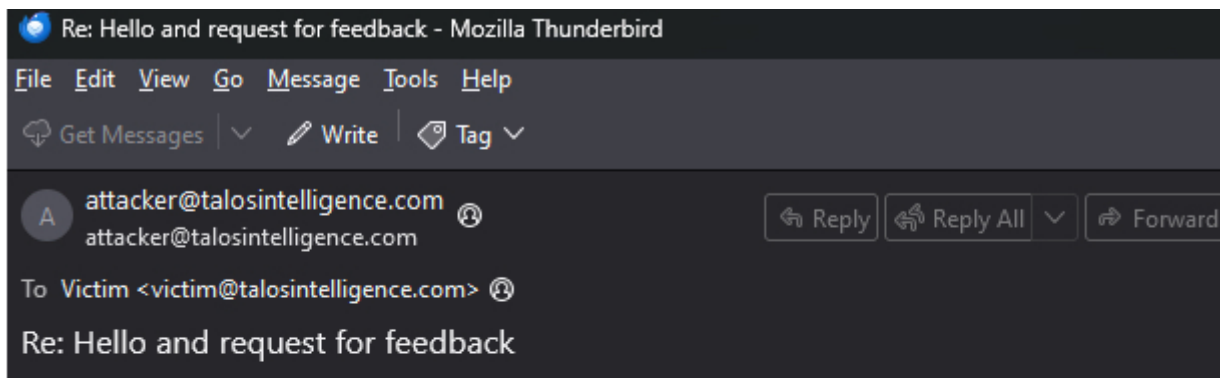 Re: Hello and request for feedback - Mozilla Thunderbird
File Edit View Go Message Tools Help
Get Messages Write Tag
A attacker@talosintelligence.com Reply Reply All Forward
attacker@talosintelligence.com
To Victim <victim@talosintelligence.com>
Re: Hello and request for feedback